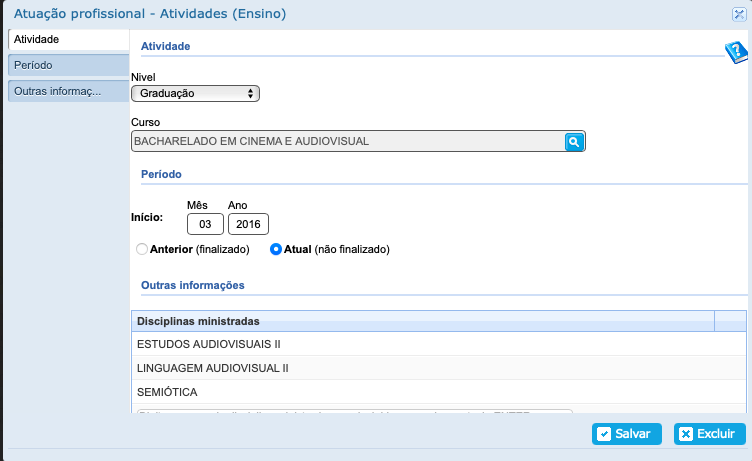 Atuação profissional - Atividades (Ensino)
Atividade
Período
Outras informaç...
Atividade
Nivel
Graduação
Curso
BACHARELADO EM CINEMA E AUDIOVISUAL
Período
Mês Ano
Início: 03 2016
Anterior (finalizado) Atual (não finalizado)
Outras informações
Disciplinas ministradas
ESTUDOS AUDIOVISUAIS II
LINGUAGEM AUDIOVISUAL II
SEMIÓTICA
Salvar Excluir